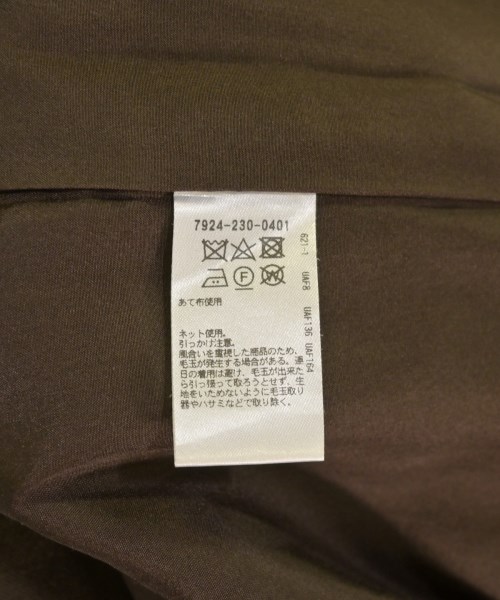 7924-230-0401
あて布使用
ネット使用。
引っかけ注意。
風合いを重視した商品のため、
毛玉が発生する場合がある。連
日の着用は避け、毛玉が出来た
ら引っ張って取ろうとせず、生
地をいためないように毛玉取り
器やハサミなどで取り除く。
621-1 UAF8 UAF136 UAF164